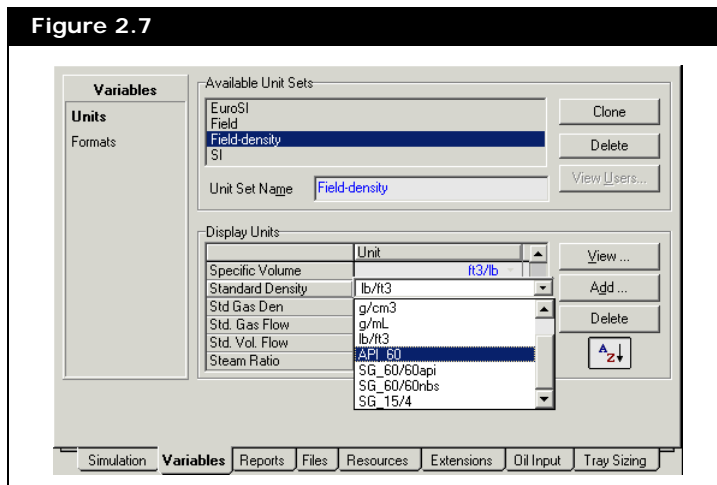 Figure 2.7
Variables
Units
Formats
Available Unit Sets
EuroSI
Field
Field-density
SI
Unit Set Name Field-density
Clone
Delete
View Users...
Display Units
Unit
Specific Volume ft3/lb
Standard Density lb/ft3
Std Gas Den
Std. Gas Flow
Std. Vol. Flow
Steam Ratio
g/cm3
g/mL
lb/ft3
API_60
SG_60/60api
SG_60/60nbs
SG_15/4
View ...
Add ...
Delete
AZ
Simulation Variables Reports Files Resources Extensions Oil Input Tray Sizing